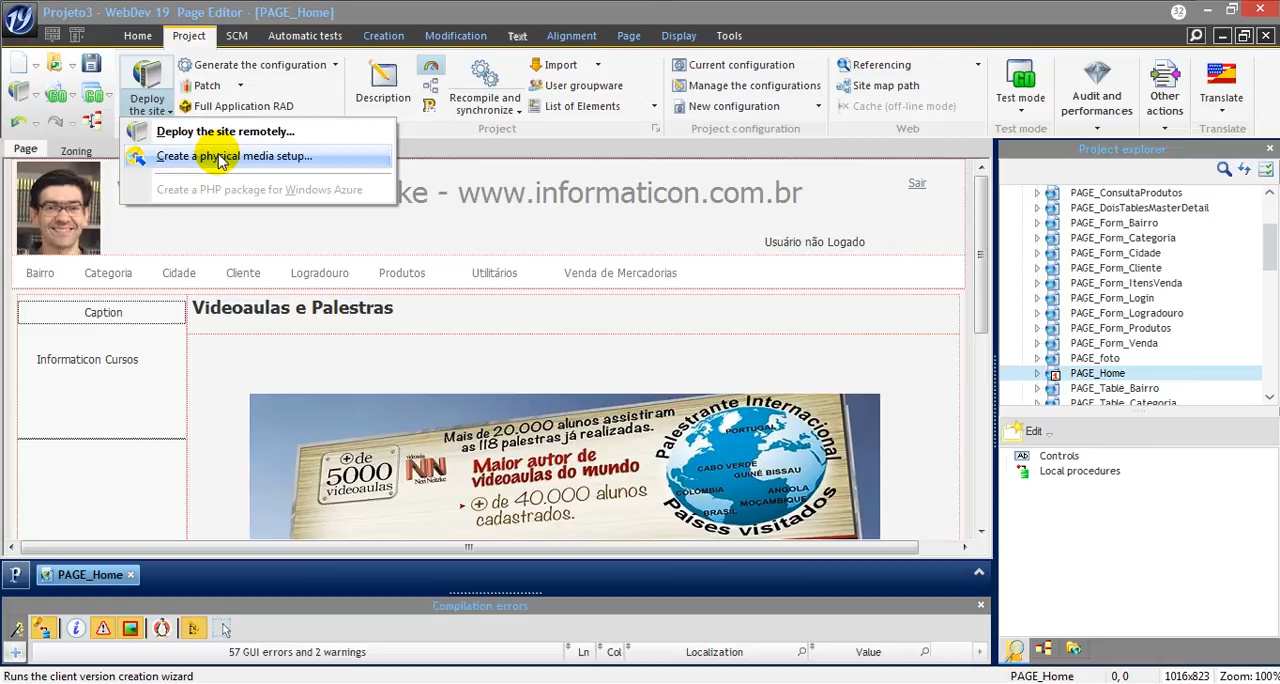 Projeto3 - WebDev 19 Page Editor - [PAGE_Home]
32
Home Project SCM Automatic tests Creation Modification Text Alignment Page Display Tools
Deploy the site
Generate the configuration
Patch
Full Application RAD
Description
Recompile and synchronize
Import
User groupware
List of Elements
Project
Current configuration
Manage the configurations
New configuration
Project configuration
Referencing
Site map path
Cache (off-line mode)
Web
Test mode
Test mode
Audit and performances
Other actions
Translate
Translate
Deploy the site remotely...
Create a physical media setup...
Create a PHP package for Windows Azure
Page Zoning
ke - www.informaticon.com.br
Sair
Usuário não Logado
Bairro Categoria Cidade Cliente Logradouro Produtos Utilitários Venda de Mercadorias
Caption
Informaticon Cursos
Videoaulas e Palestras
+ de
5000
videoaulas
videoaulas
NN
Neri Neitzke
Mais de 20.000 alunos assistiram
as 118 palestras já realizadas.
Maior autor de
videoaulas do mundo
+ de 40.000 alunos
cadastrados.
Palestrante Internacional
PORTUGAL
CABO VERDE
GUINÉ BISSAU
COLÔMBIA
ANGOLA
MOÇAMBIQUE
BRASIL
Países Visitados
Project explorer
PAGE_ConsultaProdutos
PAGE_DoisTablesMasterDetail
PAGE_Form_Bairro
PAGE_Form_Categoria
PAGE_Form_Cidade
PAGE_Form_Cliente
PAGE_Form_ItensVenda
PAGE_Form_Login
PAGE_Form_Logradouro
PAGE_Form_Produtos
PAGE_Form_Venda
PAGE_foto
PAGE_Home
PAGE_Table_Bairro
PAGE_Table_Categoria
Edit
Controls
Local procedures
PAGE_Home
Compilation errors
57 GUI errors and 2 warnings Ln Col Localization Value
Runs the client version creation wizard PAGE_Home 0, 0 1016x823 Zoom: 100%